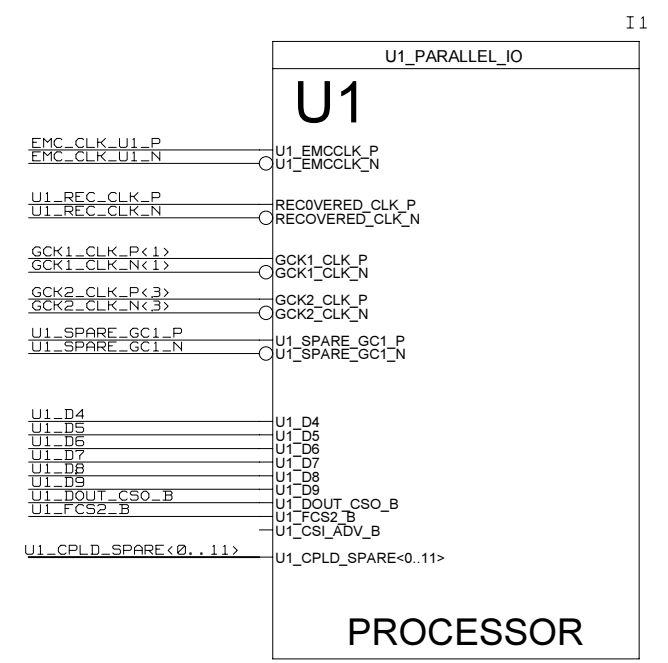 I1
U1_PARALLEL_IO
U1
EMC_CLK_U1_P
EMC_CLK_U1_N
U1_EMCCLK_P
U1_EMCCLK_N
U1_REC_CLK_P
U1_REC_CLK_N
REC0VERED_CLK_P
RECOVERED_CLK_N
GCK1_CLK_P<1>
GCK1_CLK_N<1>
GCK1_CLK_P
GCK1_CLK_N
GCK2_CLK_P<3>
GCK2_CLK_N<3>
GCK2_CLK_P
GCK2_CLK_N
U1_SPARE_GC1_P
U1_SPARE_GC1_N
U1_SPARE_GC1_P
U1_SPARE_GC1_N
U1_D4
U1_D5
U1_D6
U1_D7
U1_D8
U1_D9
U1_DOUT_CSO_B
U1_FCS2_B
U1_D4
U1_D5
U1_D6
U1_D7
U1_D8
U1_D9
U1_DOUT_CSO_B
U1_FCS2_B
U1_CSI_ADV_B
U1_CPLD_SPARE<0..11>
U1_CPLD_SPARE<0..11>
PROCESSOR